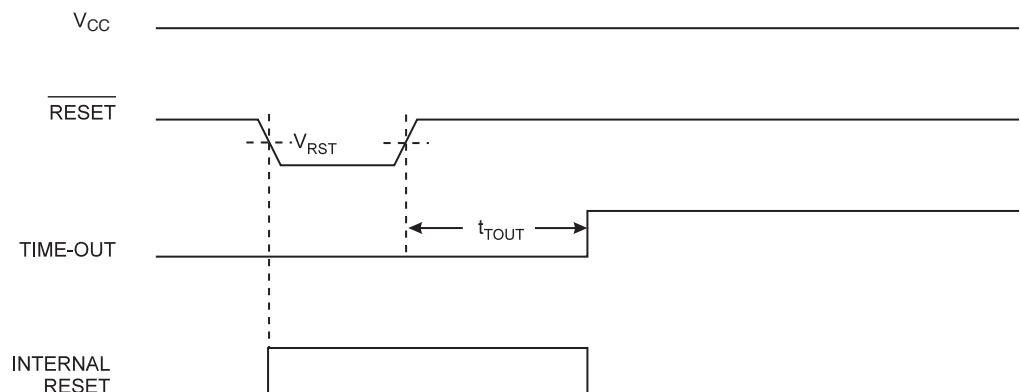 VCC
RESET
VRST
tTOUT
TIME-OUT
INTERNAL
RESET